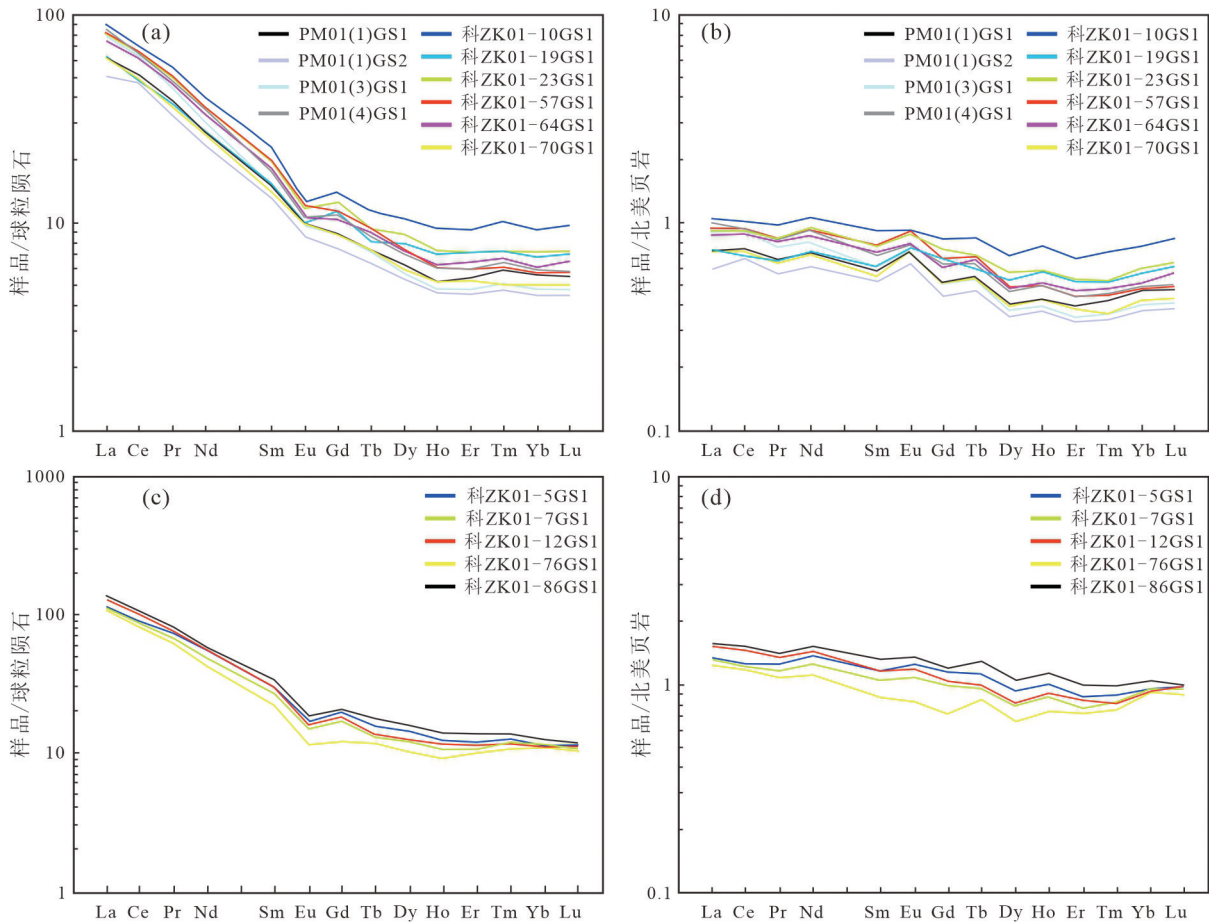 (a)
100
10
1
样品/球粒陨石
PM01(1)GS1
PM01(1)GS2
PM01(3)GS1
PM01(4)GS1
科ZK01-10GS1
科ZK01-19GS1
科ZK01-23GS1
科ZK01-57GS1
科ZK01-64GS1
科ZK01-70GS1
La Ce Pr Nd Sm Eu Gd Tb Dy Ho Er Tm Yb Lu
(b)
10
1
0.1
样品/北美页岩
PM01(1)GS1
PM01(1)GS2
PM01(3)GS1
PM01(4)GS1
科ZK01-10GS1
科ZK01-19GS1
科ZK01-23GS1
科ZK01-57GS1
科ZK01-64GS1
科ZK01-70GS1
La Ce Pr Nd Sm Eu Gd Tb Dy Ho Er Tm Yb Lu
(c)
1000
100
10
1
样品/球粒陨石
科ZK01-5GS1
科ZK01-7GS1
科ZK01-12GS1
科ZK01-76GS1
科ZK01-86GS1
La Ce Pr Nd Sm Eu Gd Tb Dy Ho Er Tm Yb Lu
(d)
10
1
0.1
样品/北美页岩
科ZK01-5GS1
科ZK01-7GS1
科ZK01-12GS1
科ZK01-76GS1
科ZK01-86GS1
La Ce Pr Nd Sm Eu Gd Tb Dy Ho Er Tm Yb Lu